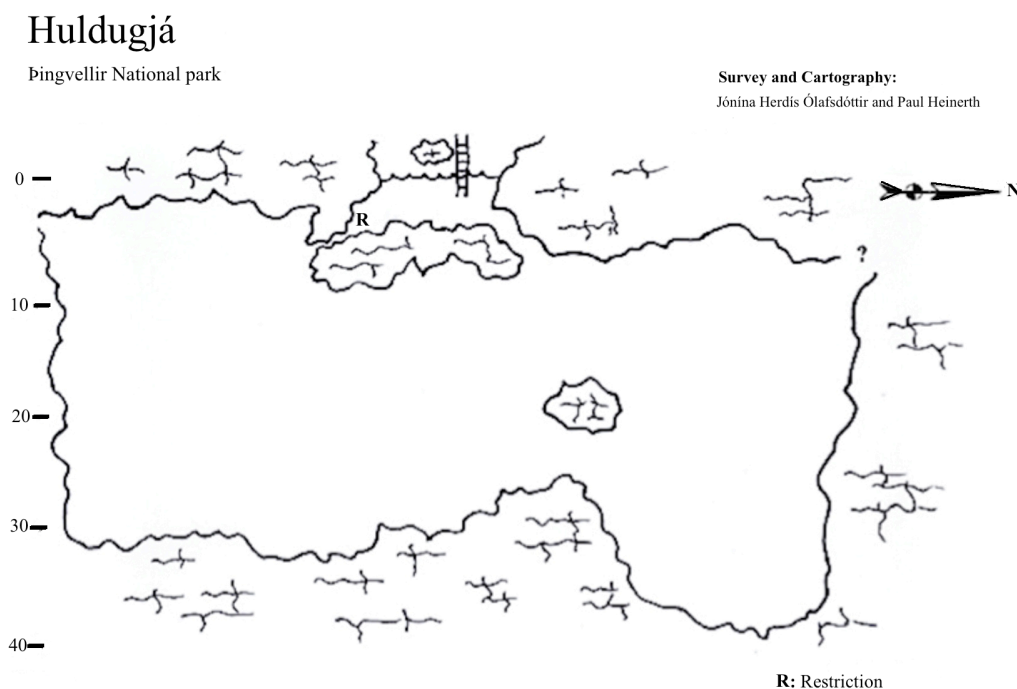 Huldugjá
Þingvellir National park
Survey and Cartography:
Jónína Herdís Ólafsdóttir and Paul Heinerth
0
N
R
?
10
20
30
40
R: Restriction